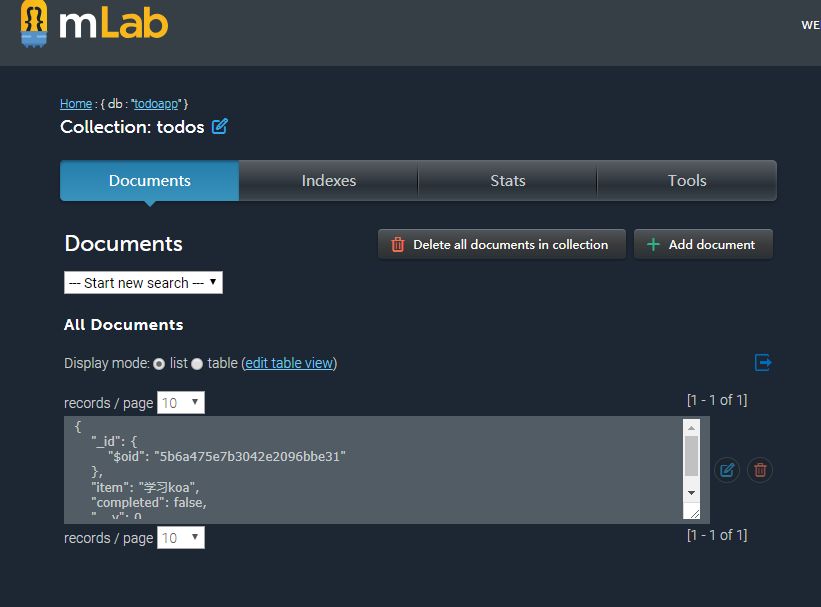 mLab
WE
Home : { db : "todoapp" }
Collection: todos
Documents
Indexes
Stats
Tools
Documents
Delete all documents in collection
+ Add document
--- Start new search ---
All Documents
Display mode: list table (edit table view)
records / page 10
[1 - 1 of 1]
{
"_id": {
"$oid": "5b6a475e7b3042e2096bbe31"
},
"item": "学习koa",
"completed": false,
records / page 10
[1 - 1 of 1]